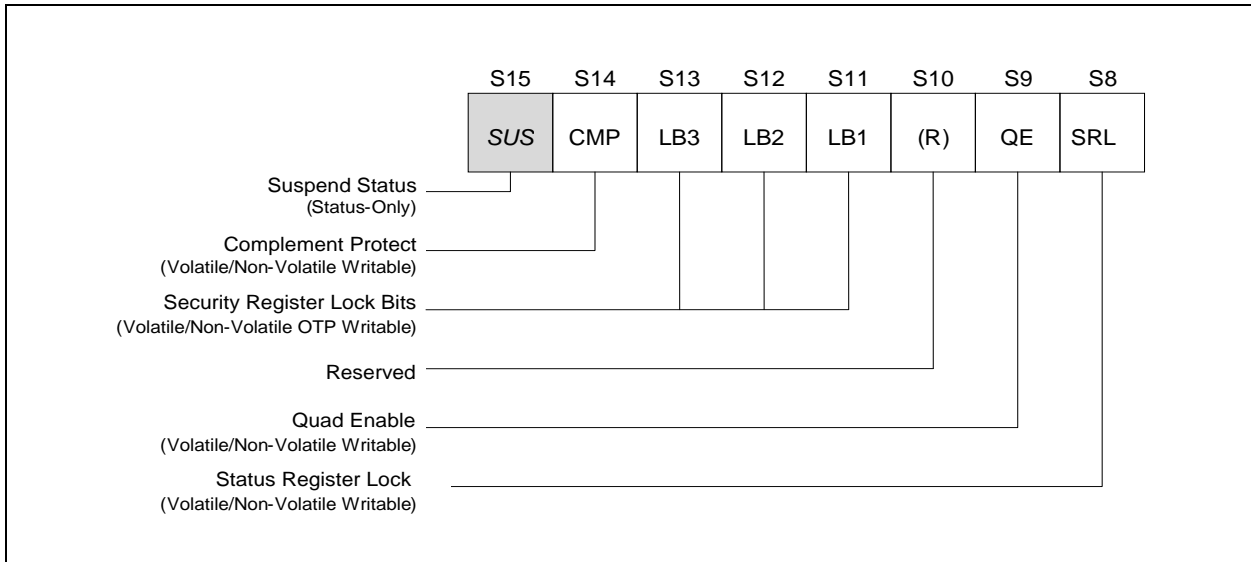 S15 S14 S13 S12 S11 S10 S9 S8
SUS CMP LB3 LB2 LB1 (R) QE SRL
Suspend Status
(Status-Only)
Complement Protect
(Volatile/Non-Volatile Writable)
Security Register Lock Bits
(Volatile/Non-Volatile OTP Writable)
Reserved
Quad Enable
(Volatile/Non-Volatile Writable)
Status Register Lock
(Volatile/Non-Volatile Writable)